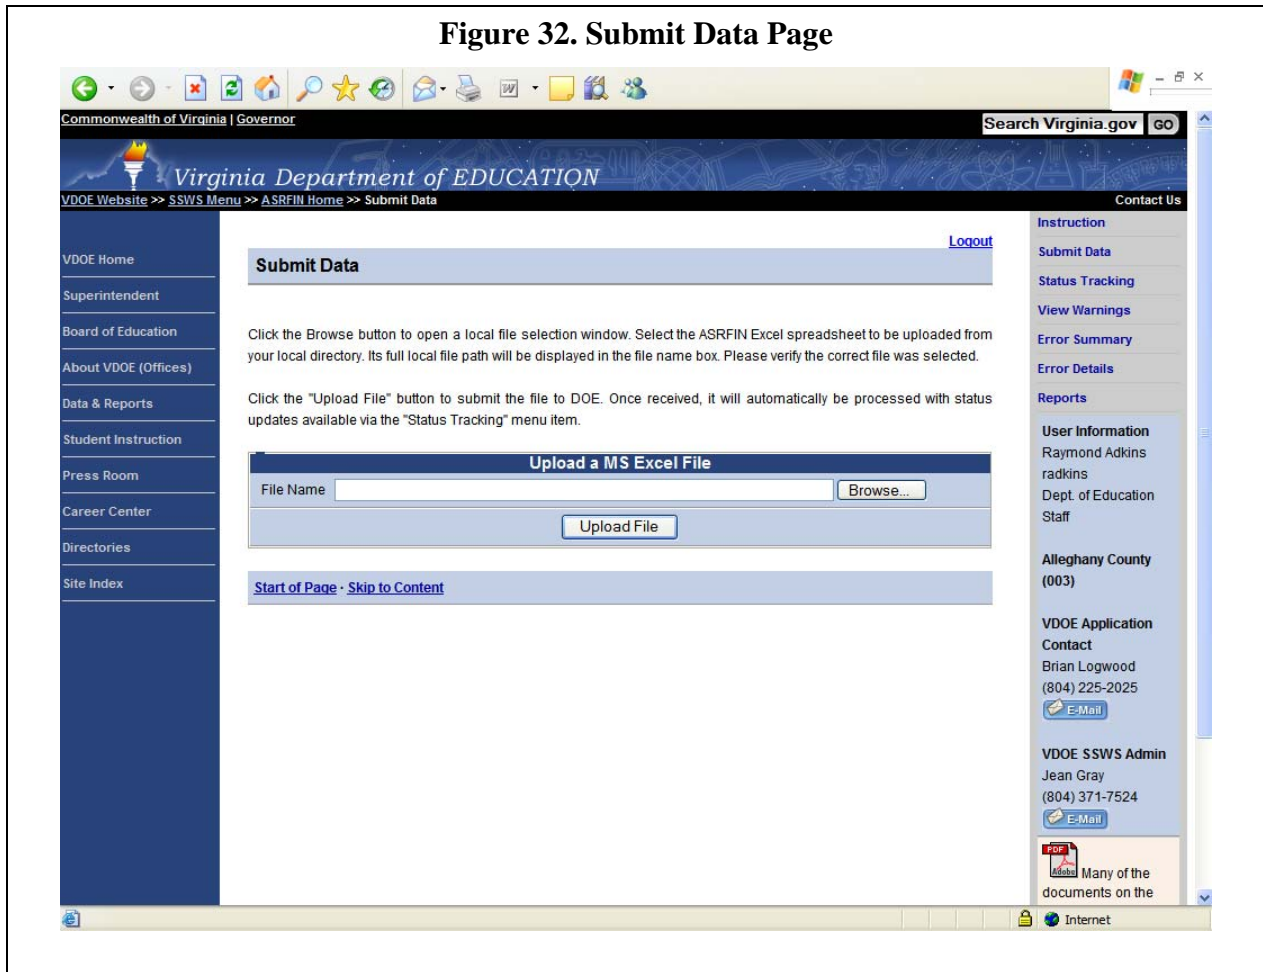 Figure 32. Submit Data Page
Commonwealth of Virginia | Governor
Search Virginia.gov GO
Virginia Department of EDUCATION
VDOE Website >> SSWS Menu >> ASRFIN Home >> Submit Data
Contact Us
VDOE Home
Superintendent
Board of Education
About VDOE (Offices)
Data & Reports
Student Instruction
Press Room
Career Center
Directories
Site Index
Logout
Submit Data
Click the Browse button to open a local file selection window. Select the ASRFIN Excel spreadsheet to be uploaded from
your local directory. Its full local file path will be displayed in the file name box. Please verify the correct file was selected.
Click the "Upload File" button to submit the file to DOE. Once received, it will automatically be processed with status
updates available via the "Status Tracking" menu item.
Upload a MS Excel File
File Name Browse...
Upload File
Start of Page · Skip to Content
Instruction
Submit Data
Status Tracking
View Warnings
Error Summary
Error Details
Reports
User Information
Raymond Adkins
radkins
Dept. of Education
Staff
Alleghany County
(003)
VDOE Application
Contact
Brian Logwood
(804) 225-2025
E-Mail
VDOE SSWS Admin
Jean Gray
(804) 371-7524
E-Mail
PDF
Adobe Many of the
documents on the
Internet